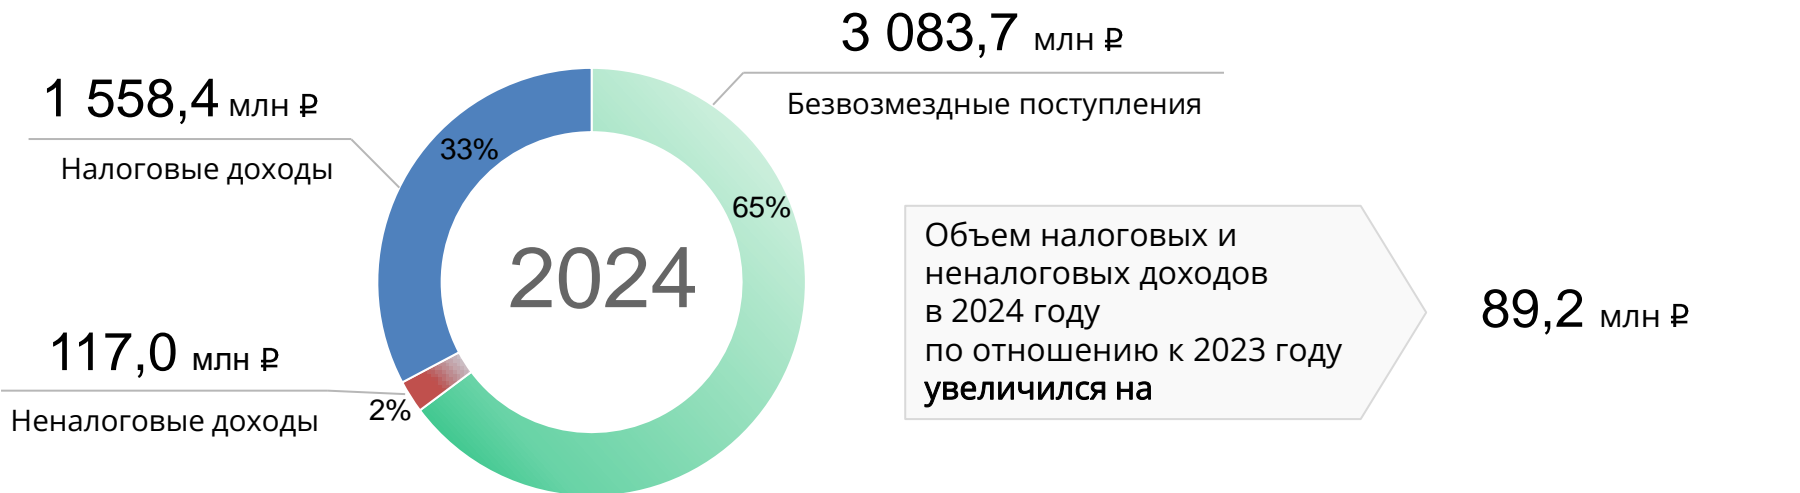 3 083,7 млн ₽
Безвозмездные поступления
1 558,4 млн ₽
Налоговые доходы
33%
65%
2024
117,0 млн ₽
Неналоговые доходы
2%
Объем налоговых и
неналоговых доходов
в 2024 году
по отношению к 2023 году
увеличился на
89,2 млн ₽